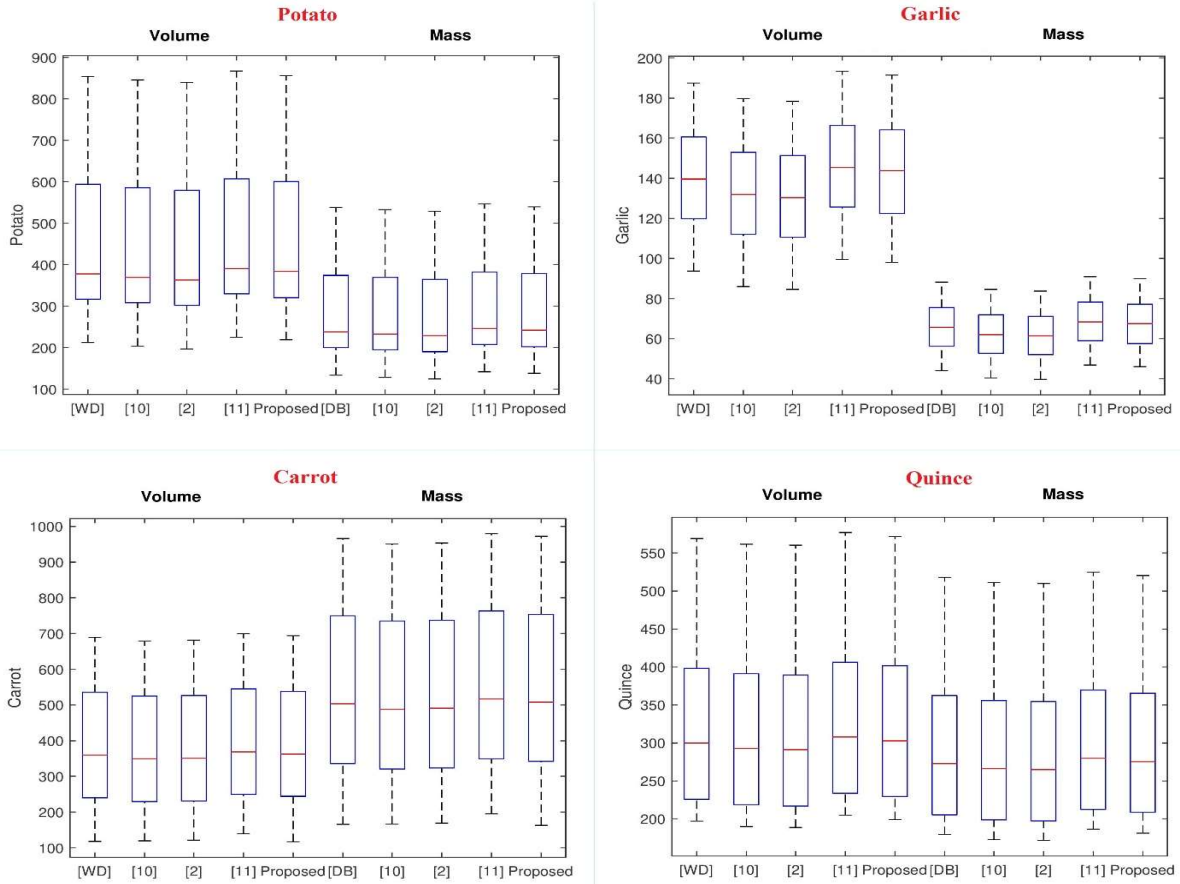 Potato
Volume Mass
900
800
700
600
500
400
300
200
100
Potato
[WD] [10] [2] [11] Proposed [DB] [10] [2] [11] Proposed
Garlic
Volume Mass
200
180
160
140
120
100
80
60
40
Garlic
[WD] [10] [2] [11] Proposed [DB] [10] [2] [11] Proposed
Carrot
Volume Mass
1000
900
800
700
600
500
400
300
200
100
Carrot
[WD] [10] [2] [11] Proposed [DB] [10] [2] [11] Proposed
Quince
Volume Mass
550
500
450
400
350
300
250
200
Quince
[WD] [10] [2] [11] Proposed [DB] [10] [2] [11] Proposed